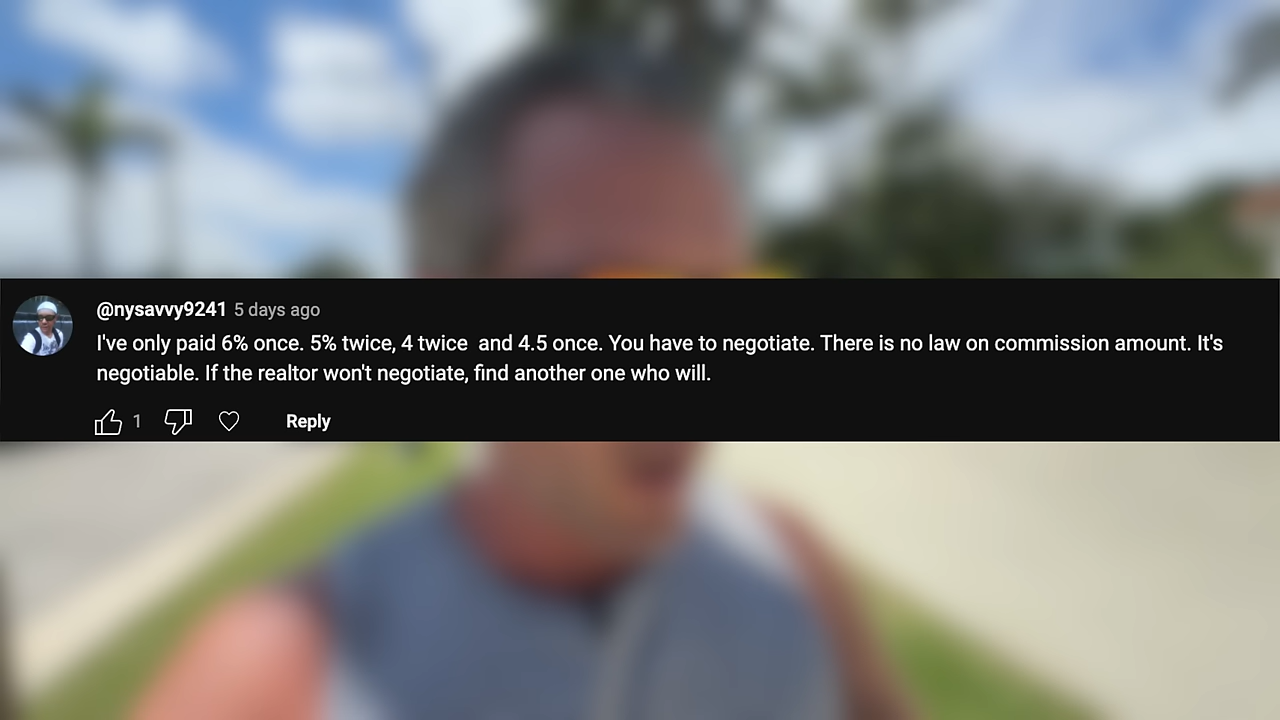 @nysavvy9241 5 days ago
I've only paid 6% once. 5% twice, 4 twice  and 4.5 once. You have to negotiate. There is no law on commission amount. It's
negotiable. If the realtor won't negotiate, find another one who will.
1 Reply